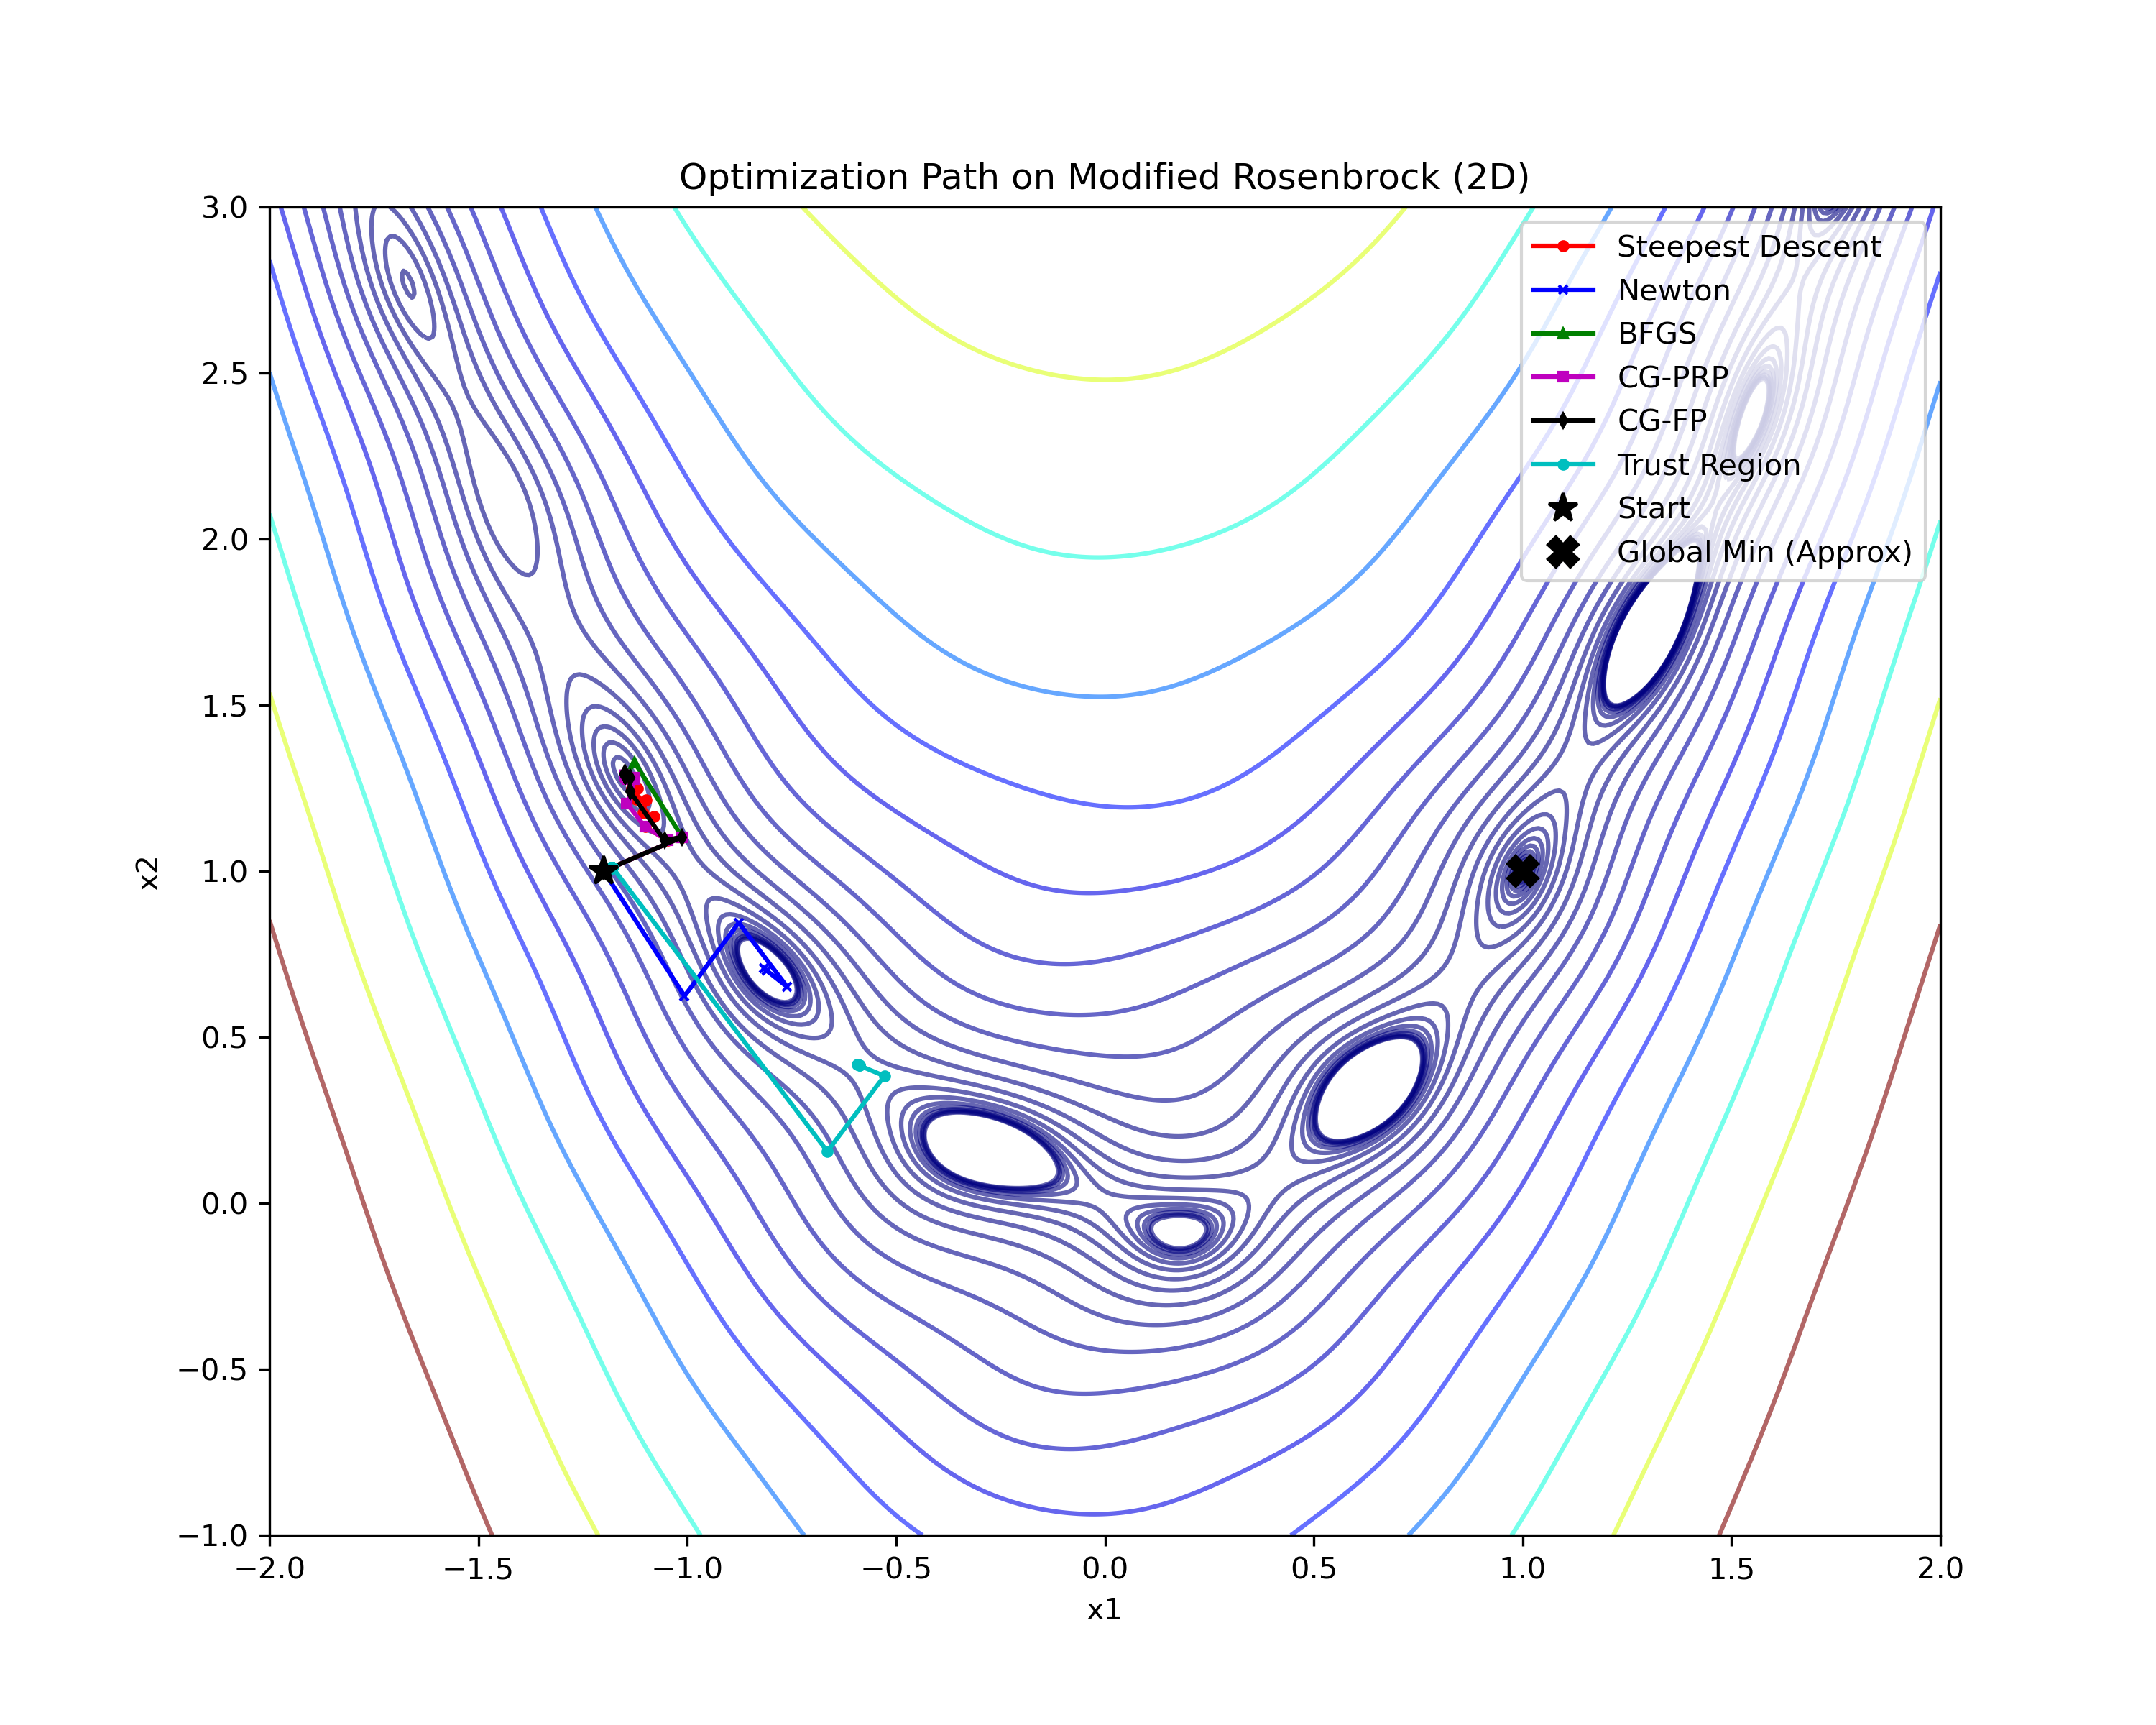 Optimization Path on Modified Rosenbrock (2D)
3.0
2.5
2.0
1.5
1.0
0.5
0.0
−0.5
−1.0
x2
Steepest Descent
Newton
BFGS
CG-PRP
CG-FP
Trust Region
Start
Global Min (Approx)
−2.0 −1.5 −1.0 −0.5 0.0 0.5 1.0 1.5 2.0
x1